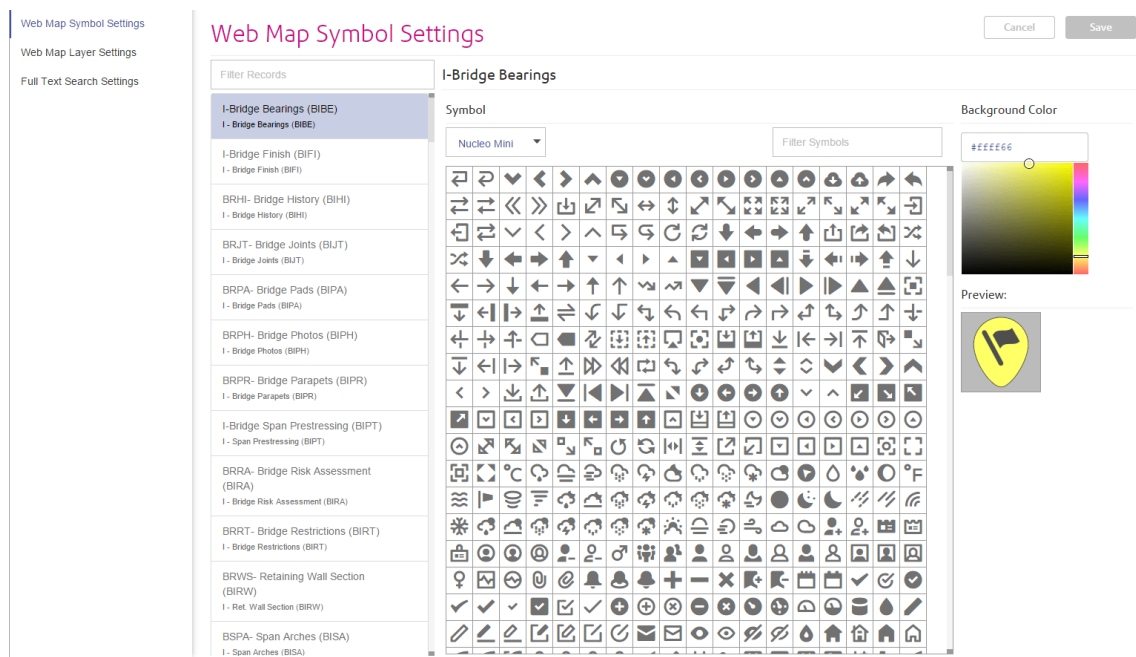 Web Map Symbol Settings
Web Map Layer Settings
Full Text Search Settings
Web Map Symbol Settings
Cancel
Save
Filter Records
I-Bridge Bearings (BIBE)
I - Bridge Bearings (BIBE)
I-Bridge Finish (BIFI)
I - Bridge Finish (BIFI)
BRHI- Bridge History (BIHI)
I - Bridge History (BIHI)
BRJT- Bridge Joints (BIJT)
I - Bridge Joints (BIJT)
BRPA- Bridge Pads (BIPA)
I - Bridge Pads (BIPA)
BRPH- Bridge Photos (BIPH)
I - Bridge Photos (BIPH)
BRPR- Bridge Parapets (BIPR)
I - Bridge Parapets (BIPR)
I-Bridge Span Prestressing (BIPT)
I - Span Prestressing (BIPT)
BRRA- Bridge Risk Assessment
(BIRA)
I - Bridge Risk Assessment (BIRA)
BRRT- Bridge Restrictions (BIRT)
I - Bridge Restrictions (BIRT)
BRWS- Retaining Wall Section
(BIRW)
I - Ret. Wall Section (BIRW)
BSPA- Span Arches (BISA)
I - Span Arches (BISA)
I-Bridge Bearings
Symbol
Nucleo Mini
Filter Symbols
°C
°F
Background Color
#ffff66
Preview: